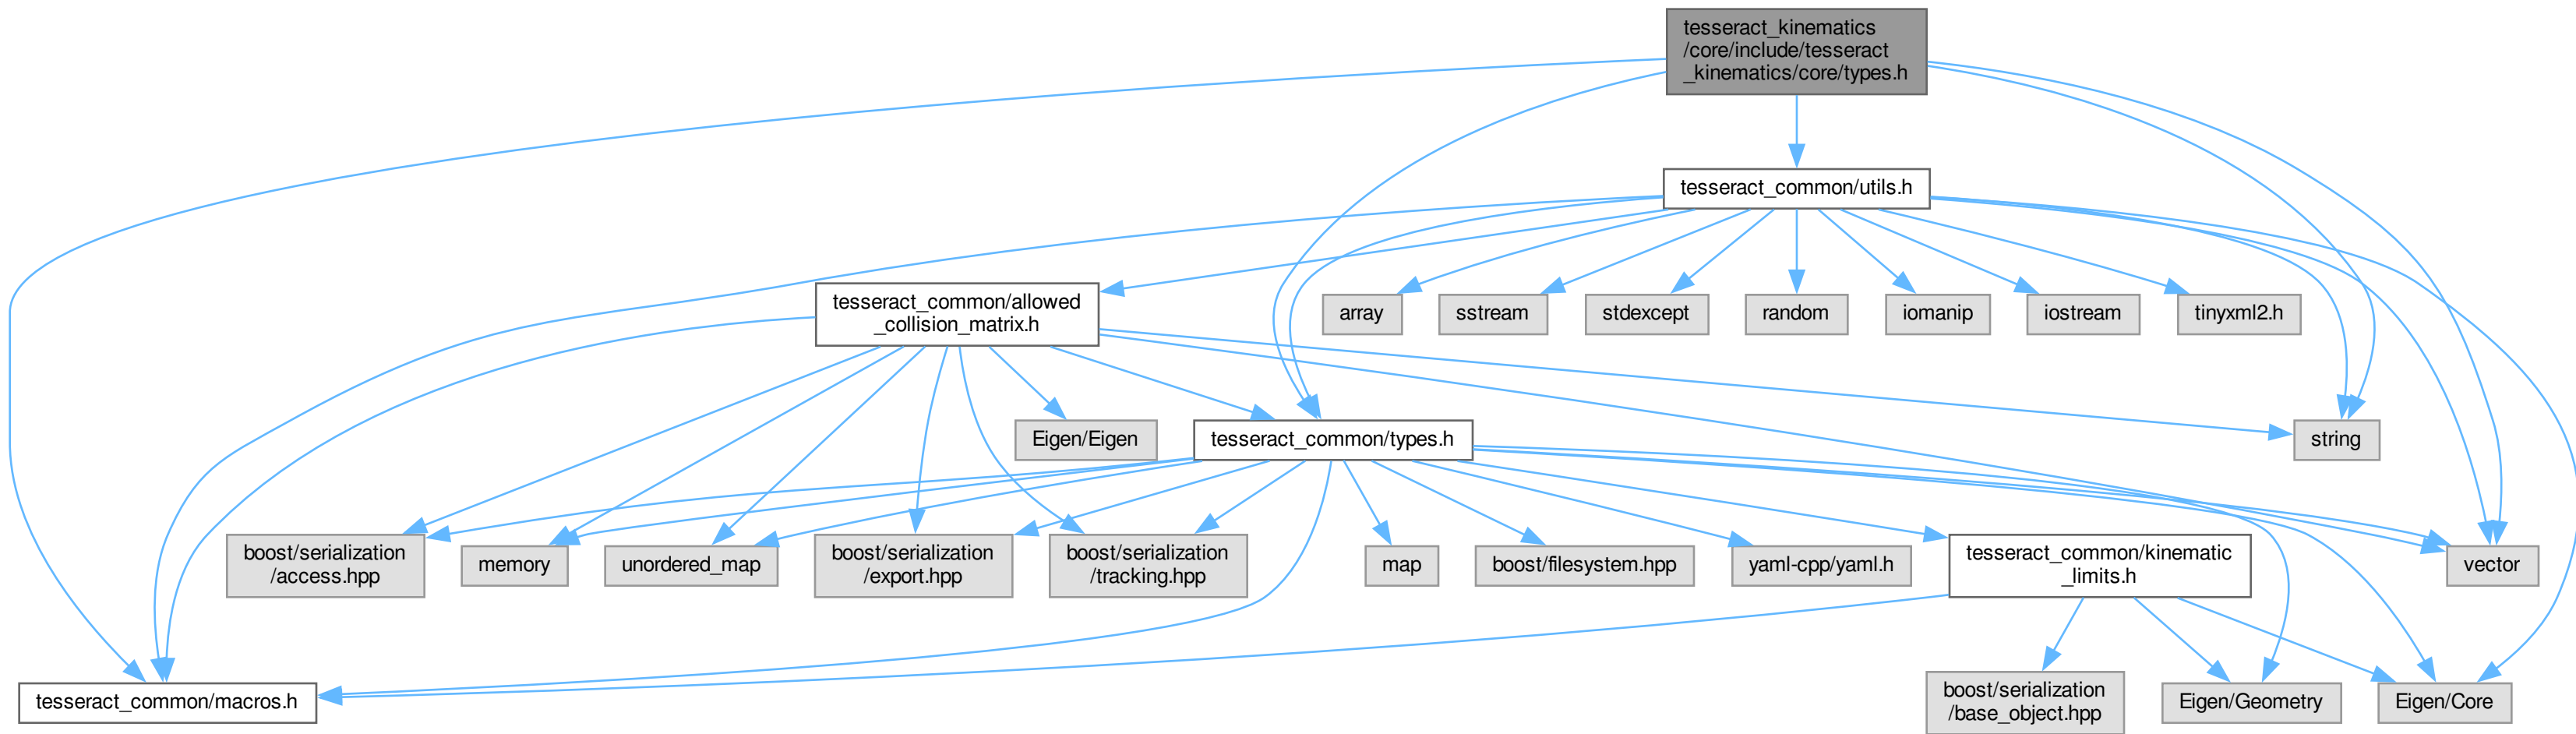 tesseract_kinematics
/core/include/tesseract
_kinematics/core/types.h
tesseract_common/utils.h
tesseract_common/allowed
_collision_matrix.h
array
sstream
stdexcept
random
iomanip
iostream
tinyxml2.h
Eigen/Eigen
tesseract_common/types.h
string
boost/serialization
/access.hpp
memory
unordered_map
boost/serialization
/export.hpp
boost/serialization
/tracking.hpp
map
boost/filesystem.hpp
yaml-cpp/yaml.h
tesseract_common/kinematic
_limits.h
vector
tesseract_common/macros.h
boost/serialization
/base_object.hpp
Eigen/Geometry
Eigen/Core